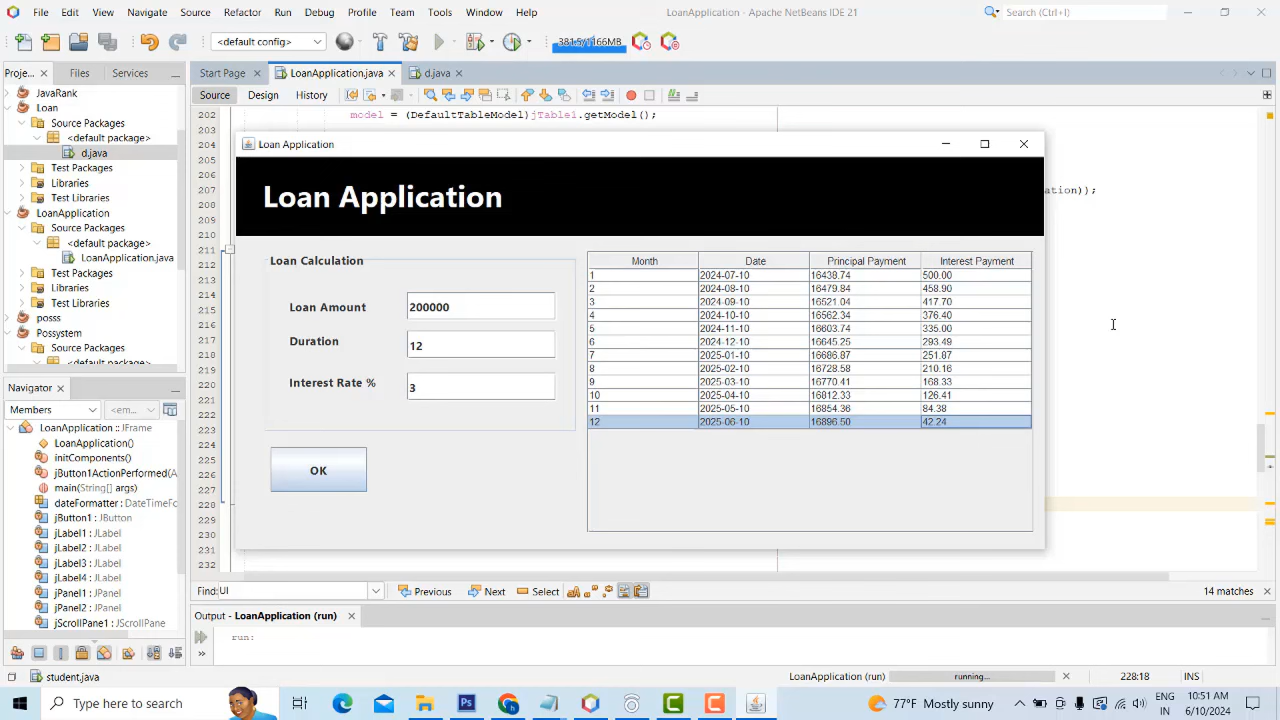 File Edit View Navigate Source Refactor Run Debug Profile Team Tools Window Help
LoanApplication - Apache NetBeans IDE 21
Search (Ctrl+I)
<default config>
381.5/1166MB
Proje...
Files
Services
Start Page
LoanApplication.java
d.java
Source
Design
History
JavaRank
Loan
Source Packages
<default package>
d.java
Test Packages
Libraries
Test Libraries
LoanApplication
Source Packages
<default package>
LoanApplication.java
Test Packages
Libraries
Test Libraries
posss
Possystem
Source Packages
<default package>
Navigator
Members
<em...
LoanApplication :: JFrame
LoanApplication()
initComponents()
jButton1ActionPerformed(A
main(String[] args)
dateFormatter : DateTimeFo
jButton1 : JButton
jLabel1 : JLabel
jLabel2 : JLabel
jLabel3 : JLabel
jLabel4 : JLabel
jPanel1 : JPanel
jPanel2 : JPanel
jScrollPane1 : JScrollPane
202
203
204
205
206
207
208
209
210
211
212
213
214
215
216
217
218
219
220
221
222
223
224
225
226
227
228
229
230
231
232
model = (DefaultTableModel)jTable1.getModel();
ation));
Loan Application
Loan Application
Loan Calculation
Loan Amount 200000
Duration 12
Interest Rate % 3
OK
Month Date Principal Payment Interest Payment
1 2024-07-10 16438.74 500.00
2 2024-08-10 16479.84 458.90
3 2024-09-10 16521.04 417.70
4 2024-10-10 16562.34 376.40
5 2024-11-10 16603.74 335.00
6 2024-12-10 16645.25 293.49
7 2025-01-10 16686.87 251.87
8 2025-02-10 16728.58 210.16
9 2025-03-10 16770.41 168.33
10 2025-04-10 16812.33 126.41
11 2025-05-10 16854.36 84.38
12 2025-06-10 16896.50 42.24
Find: UI
Previous
Next
Select
14 matches
Output - LoanApplication (run)
run:
student.java
LoanApplication (run)
running...
228:18
INS
Type here to search
Ps
77°F Mostly sunny
ENG
IN
10:51 AM
6/10/2024